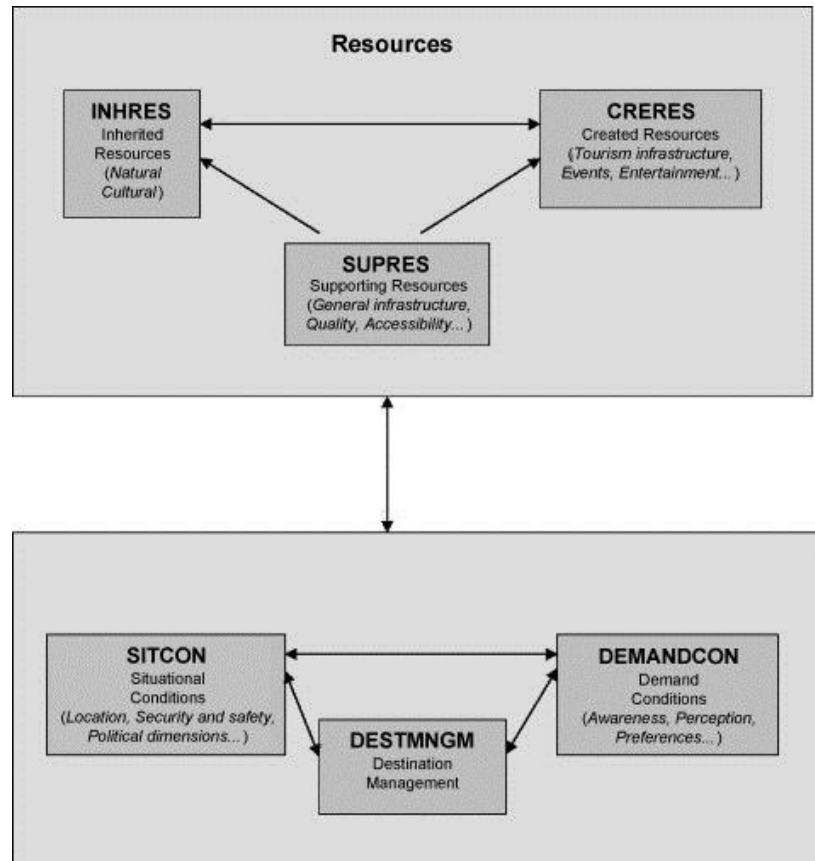 Resources
INHRES
Inherited
Resources
(Natural
Cultural)
CRERES
Created Resources
(Tourism infrastructure,
Events, Entertainment...)
SUPRES
Supporting Resources
(General infrastructure,
Quality, Accessibility...)
SITCON
Situational
Conditions
(Location, Security and safety,
Political dimensions...)
DEMANDCON
Demand
Conditions
(Awareness, Perception,
Preferences...)
DESTMNGM
Destination
Management